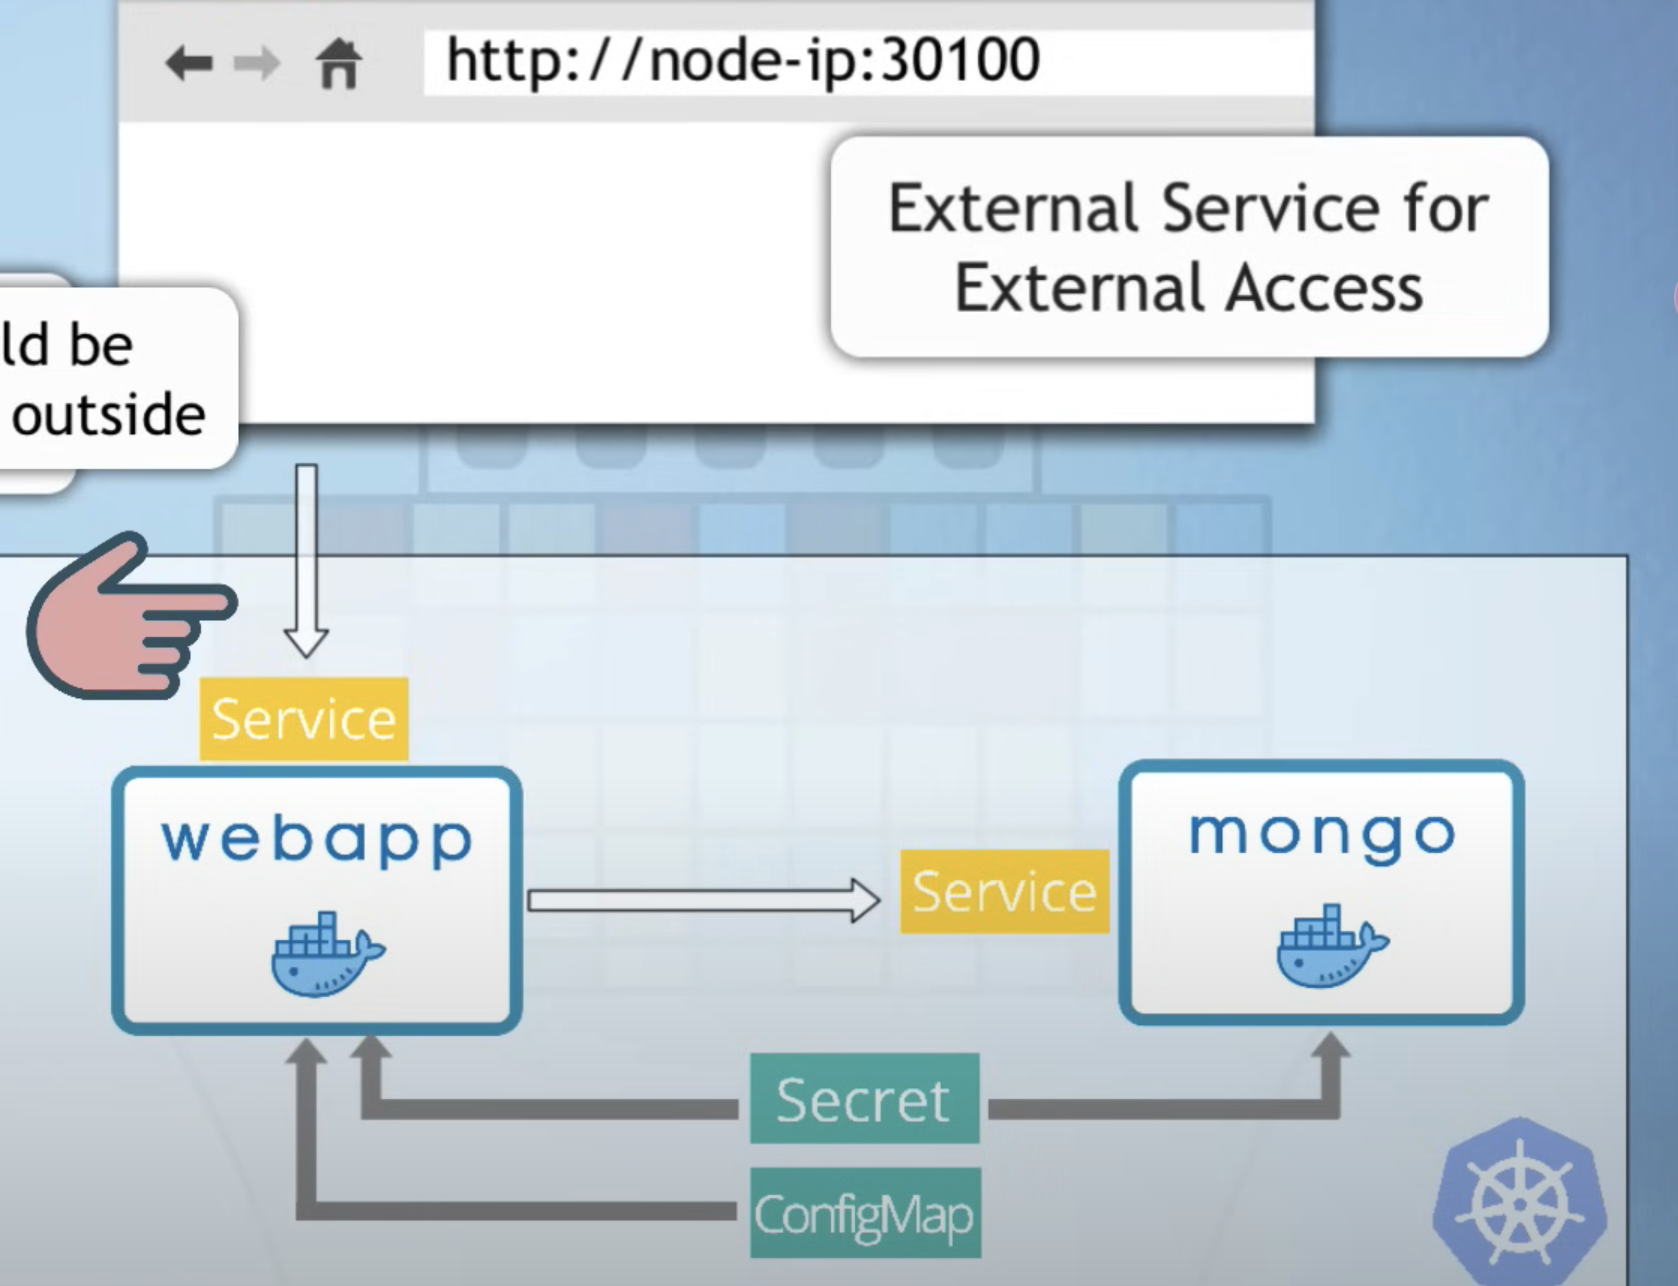 http://node-ip:30100
External Service for
External Access
ld be
outside
Service
webapp
Service
mongo
Secret
ConfigMap